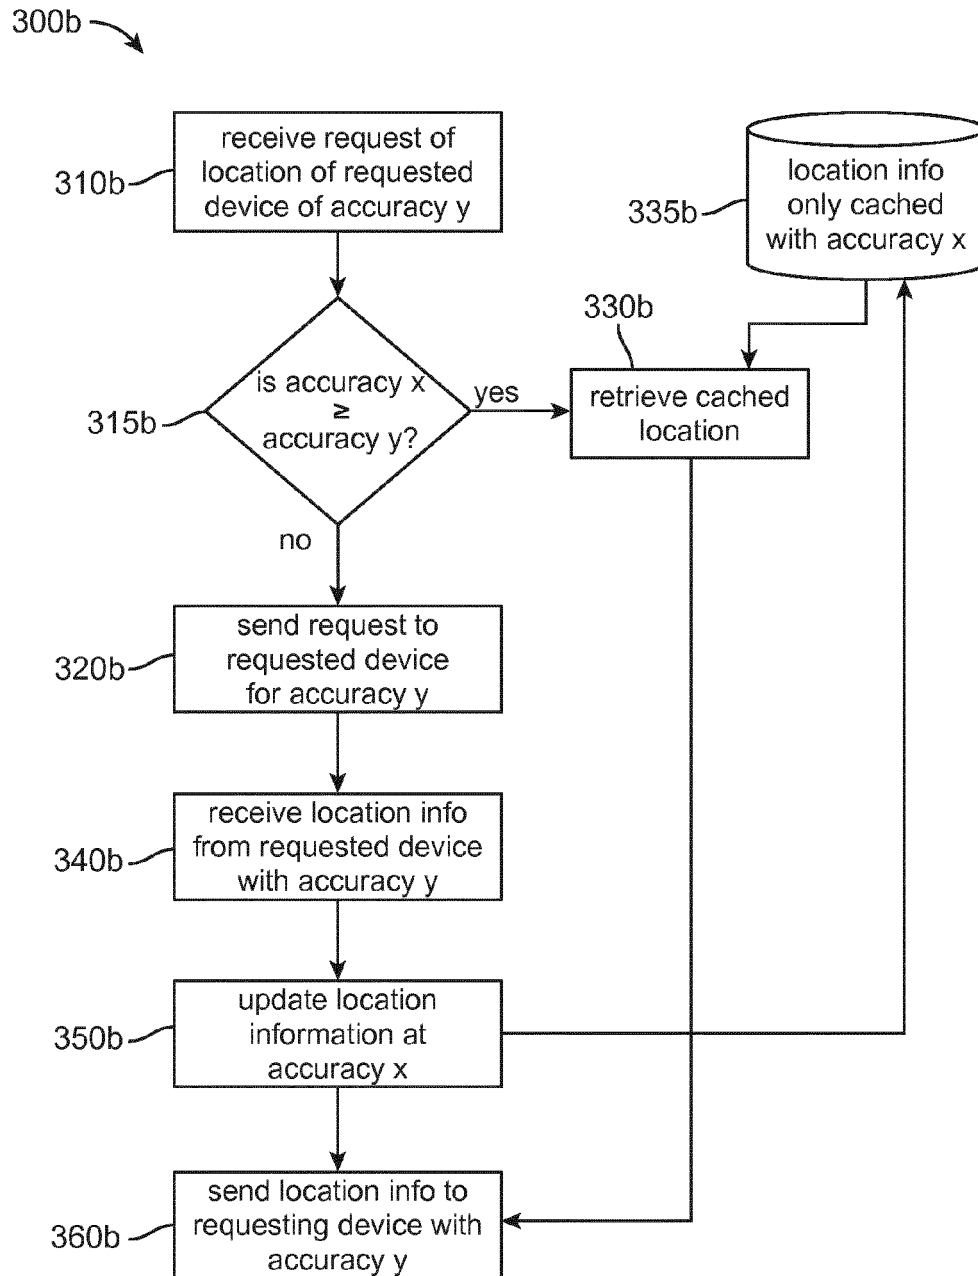 300b
receive request of
location of requested
device of accuracy y
310b
location info
only cached
with accuracy x
335b
330b
is accuracy x
≥
accuracy y?
315b
yes
retrieve cached
location
no
send request to
requested device
for accuracy y
320b
receive location info
from requested device
with accuracy y
340b
update location
information at
accuracy x
350b
send location info to
requesting device with
accuracy y
360b